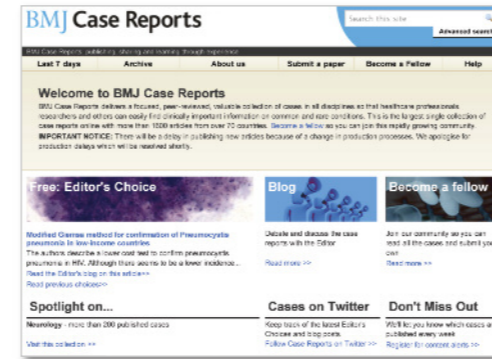 BMJ Case Reports
Search this site
Advanced search
BMJ Case Reports: publishing, sharing and learning through experience
Last 7 days Archive About us Submit a paper Become a Fellow Help
Welcome to BMJ Case Reports
BMJ Case Reports delivers a focused, peer-reviewed, valuable collection of cases in all disciplines so that healthcare professionals
researchers and others can easily find clinically important information on common and rare conditions. This is the largest single collection of
case reports online with more than 1800 articles from over 70 countries. Become a fellow so you can join this rapidly growing community.
IMPORTANT NOTICE: There will be a delay in publishing new articles because of a change in production processes. We apologise for
production delays which will be resolved shortly.
Free: Editor's Choice
Modified Giemsa method for confirmation of Pneumocystis
pneumonia in low-income countries
The authors describe a lower cost test to confirm pneumocystis
pneumonia in HIV. Although there seems to be a lower incidence...
Read the Editor's blog on this article>>
Read previous choices>>
Blog
Debate and discuss the case
reports with the Editor
Read more >>
Become a fellow
Join our community so you can
read all the cases and submit your
own
Read more >>
Spotlight on...
Neurology - more than 200 published cases
Visit this collection >>
Cases on Twitter
Keep track of the latest Editor's
Choices and blog posts.
Follow Case Reports on Twitter>>
Don't Miss Out
We'll let you know which cases a
published every week
Register for content alerts >>